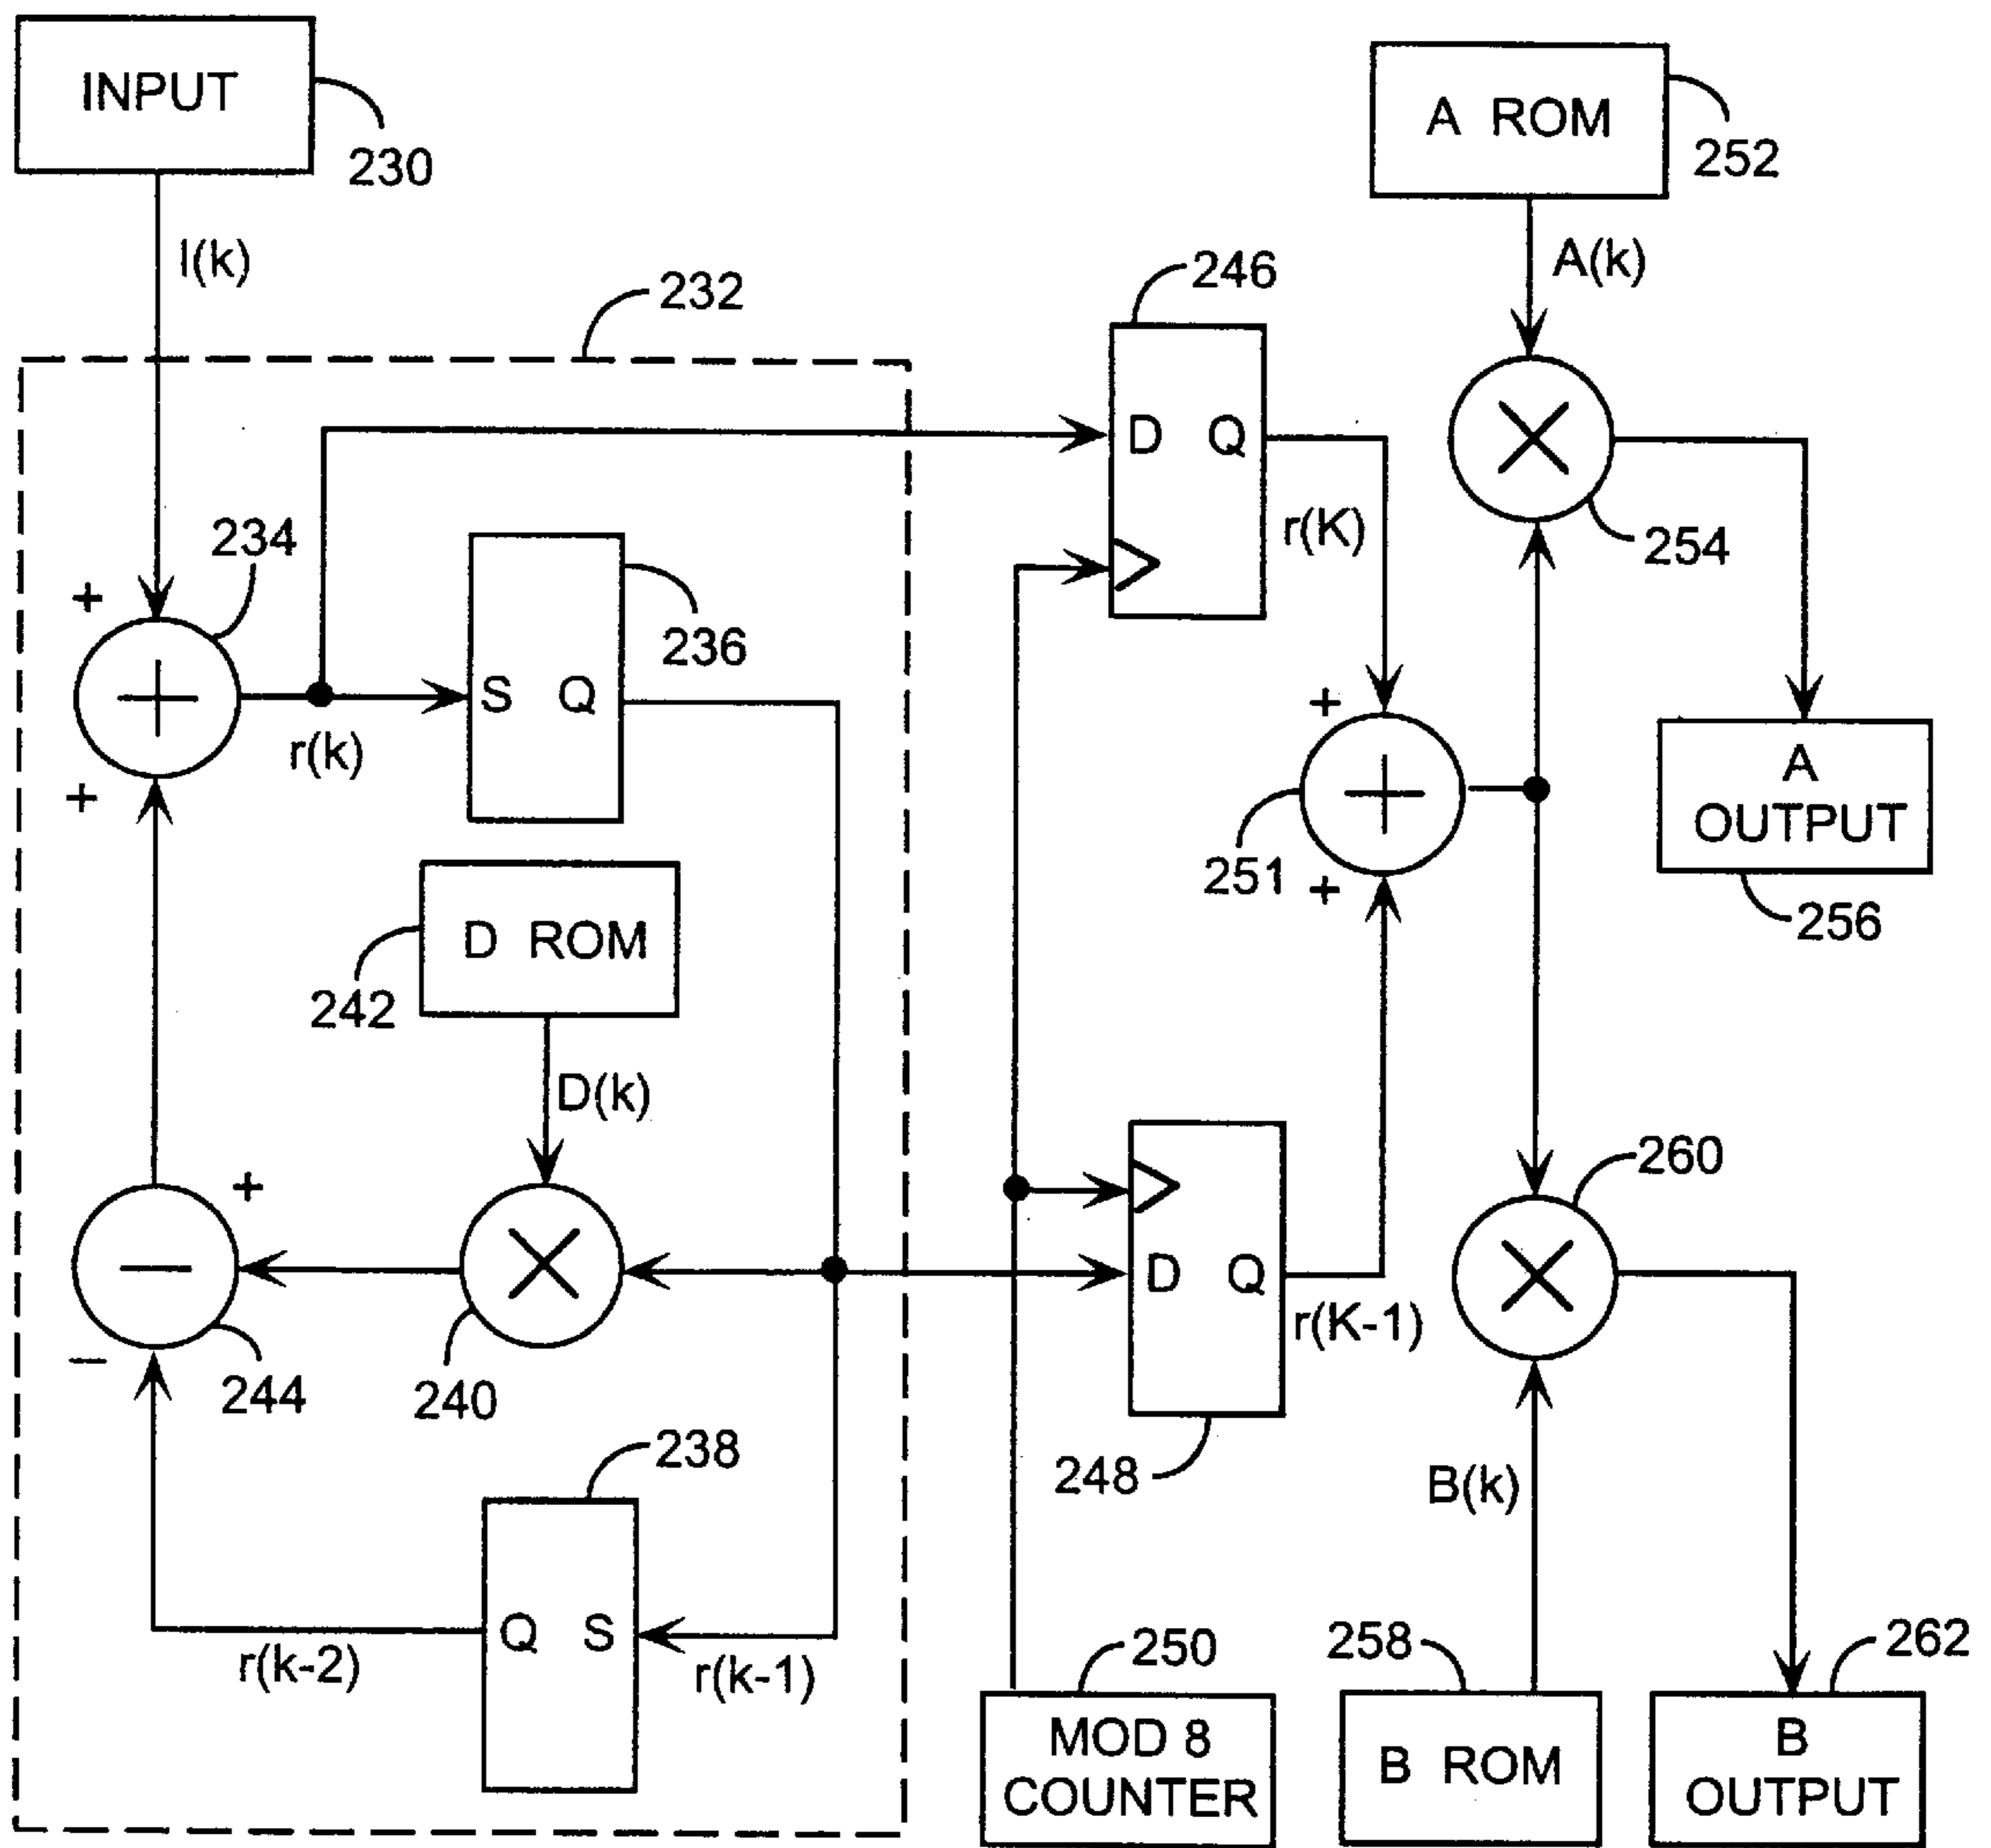 INPUT
230
A ROM
252
I(k)
A(k)
232
246
D Q
r(K)
254
234
+
236
S Q
r(k)
+
+
251
+
A
OUTPUT
256
D ROM
242
D(k)
+
244
240
−
D Q
r(K-1)
248
260
238
B(k)
Q S
r(k-2)
r(k-1)
250
258
262
MOD 8
COUNTER
B ROM
B
OUTPUT